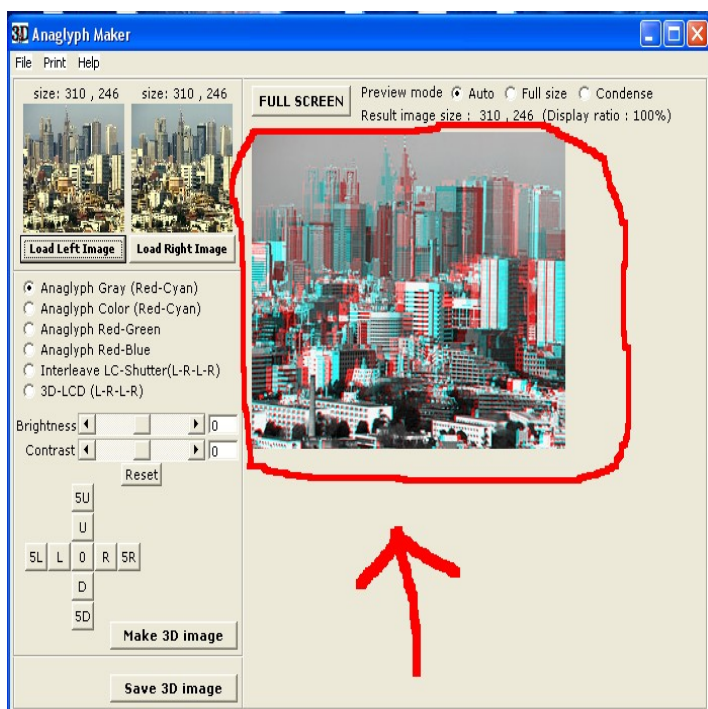 3D Anaglyph Maker
File Print Help
size: 310 , 246 size: 310 , 246
Load Left Image Load Right Image
FULL SCREEN
Preview mode Auto Full size Condense
Result image size : 310 , 246 (Display ratio : 100%)
Anaglyph Gray (Red-Cyan)
Anaglyph Color (Red-Cyan)
Anaglyph Red-Green
Anaglyph Red-Blue
Interleave LC-Shutter(L-R-L-R)
3D-LCD (L-R-L-R)
Brightness 0
Contrast 0
Reset
5U
U
5L L 0 R 5R
D
5D
Make 3D image
Save 3D image